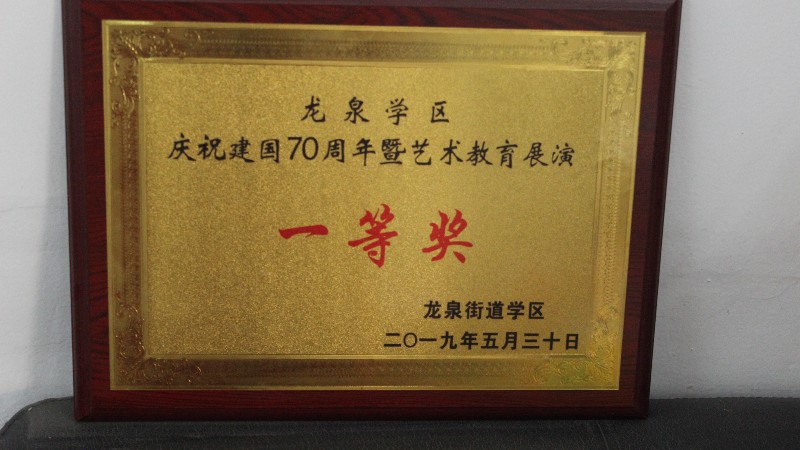 龙泉学区
庆祝建国70周年暨艺术教育展演
一等奖
龙泉街道学区
二〇一九年五月三十日